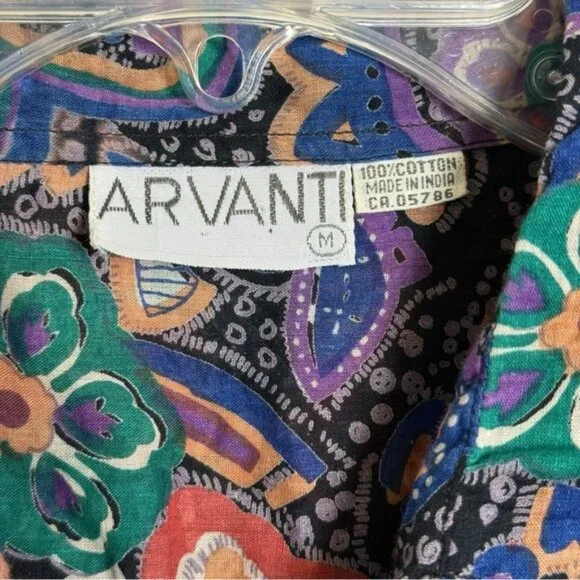 ARVANTI
M
100% COTTON
MADE IN INDIA
CA. 05786